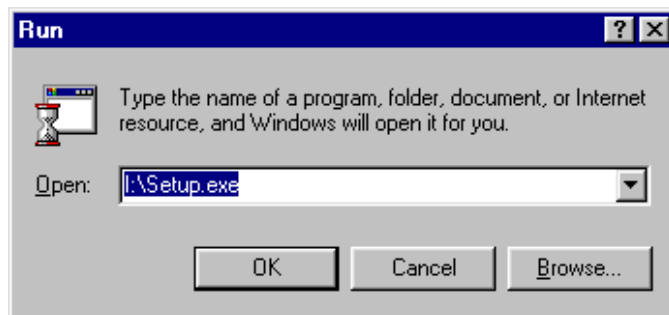 Run
Type the name of a program, folder, document, or Internet
resource, and Windows will open it for you.
Open: I:\Setup.exe
OK Cancel Browse...